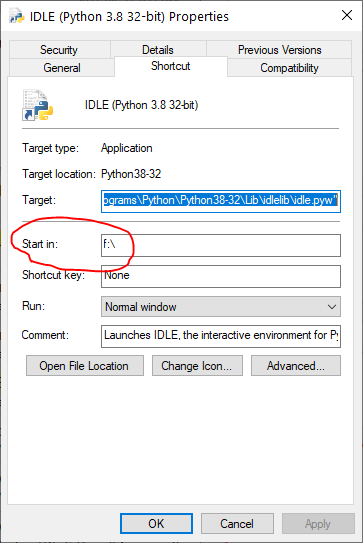 IDLE (Python 3.8 32-bit) Properties
Security Details Previous Versions
General Shortcut Compatibility
IDLE (Python 3.8 32-bit)
Target type: Application
Target location: Python38-32
Target: ograms\Python\Python38-32\Lib\idlelib\idle.pyw"
Start in: f:\
Shortcut key: None
Run: Normal window
Comment: Launches IDLE, the interactive environment for Py
Open File Location Change Icon... Advanced...
OK Cancel Apply